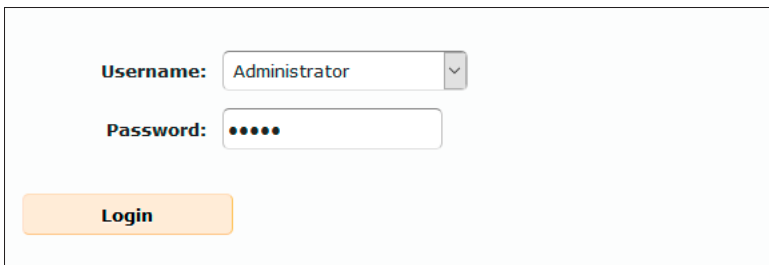 Username: Administrator
Password: •••••
Login